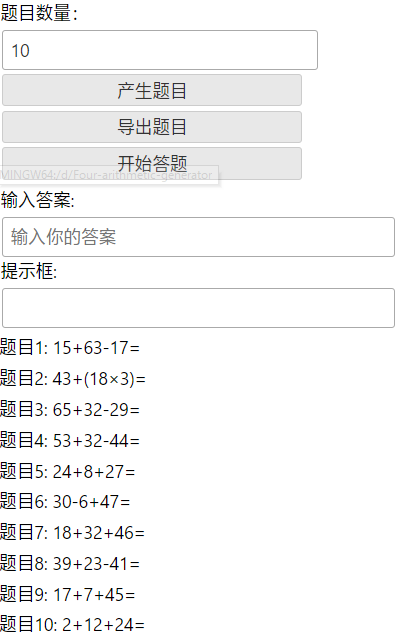 题目数量：
10
产生题目
导出题目
开始答题
MINGW64:/d/Four-arithmetic-generator
输入答案:
输入你的答案
提示框:
题目1: 15+63-17=
题目2: 43+(18×3)=
题目3: 65+32-29=
题目4: 53+32-44=
题目5: 24+8+27=
题目6: 30-6+47=
题目7: 18+32+46=
题目8: 39+23-41=
题目9: 17+7+45=
题目10: 2+12+24=